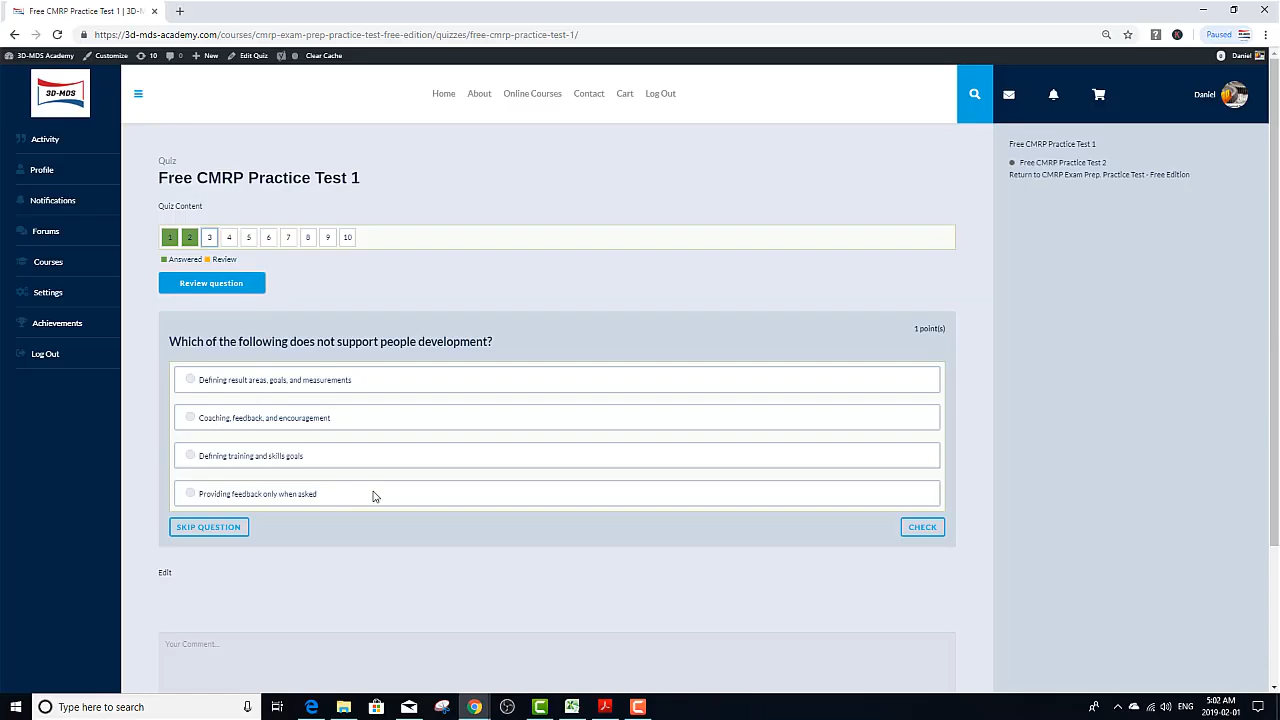 Free CMRP Practice Test 1 | 3D-M
https://3d-mds-academy.com/courses/cmrp-exam-prep-practice-test-free-edition/quizzes/free-cmrp-practice-test-1/
Paused
3D-MDS Academy Customize 10 0 New Edit Quiz Clear Cache
0 Daniel
3D-MDS
Home About Online Courses Contact Cart Log Out
Daniel
Activity
Profile
Notifications
Forums
Courses
Settings
Achievements
Log Out
Quiz
Free CMRP Practice Test 1
Quiz Content
1 2 3 4 5 6 7 8 9 10
Answered Review
Review question
1 point(s)
Which of the following does not support people development?
Defining result areas, goals, and measurements
Coaching, feedback, and encouragement
Defining training and skills goals
Providing feedback only when asked
SKIP QUESTION
CHECK
Edit
Your Comment...
Free CMRP Practice Test 1
Free CMRP Practice Test 2
Return to CMRP Exam Prep. Practice Test - Free Edition
Type here to search
ENG
5:02 AM
2019-02-01